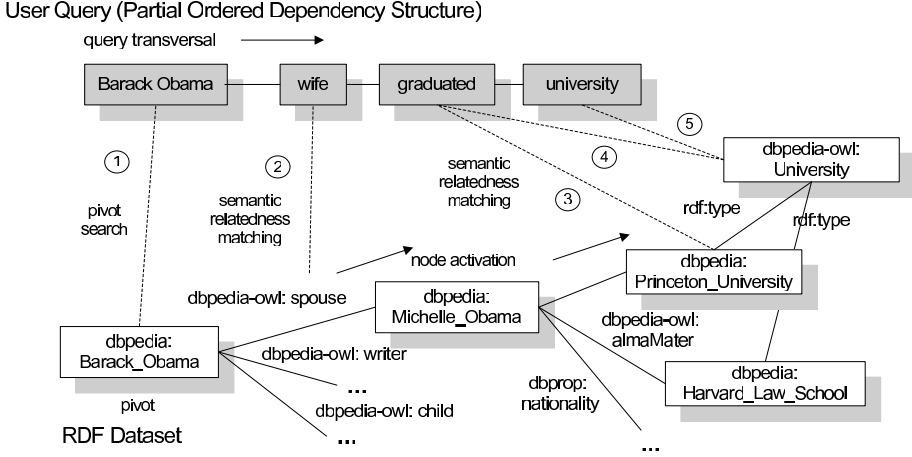 User Query (Partial Ordered Dependency Structure)
query transversal
Barack Obama
wife
graduated
university
1
2
semantic
relatedness
matching
4
5
3
dbpedia-owl:
University
pivot
search
semantic
relatedness
matching
rdf:type
rdf:type
node activation
dbpedia:
Princeton_University
dbpedia-owl: spouse
dbpedia:
Michelle_Obama
dbpedia-owl:
almaMater
dbpedia:
Barack_Obama
dbpedia-owl: writer
...
dbpedia-owl: child
...
dbprop:
nationality
...
dbpedia:
Harvard_Law_School
pivot
RDF Dataset